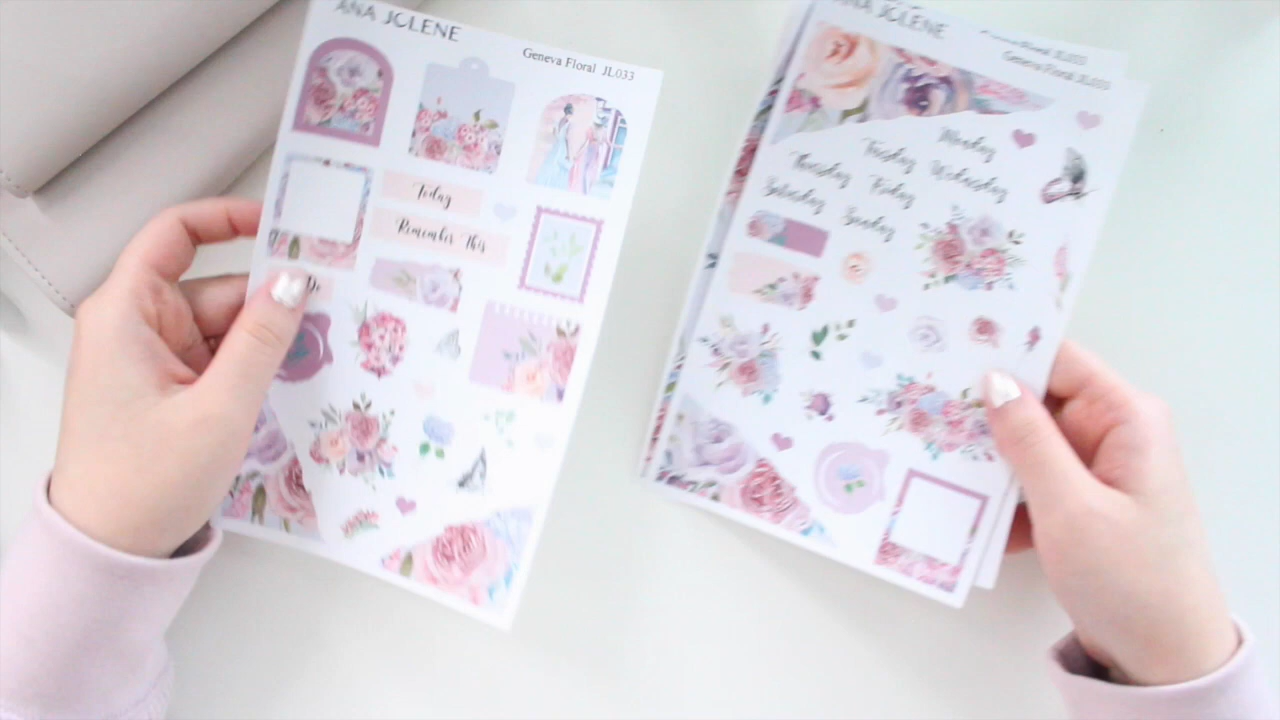 ANA JOLENE
Geneva Floral JL033
Today
Remember This
Do
ANA JOLENE
Geneva Floral JL033
Monday
Tuesday
Wednesday
Thursday
Friday
Saturday
Sunday